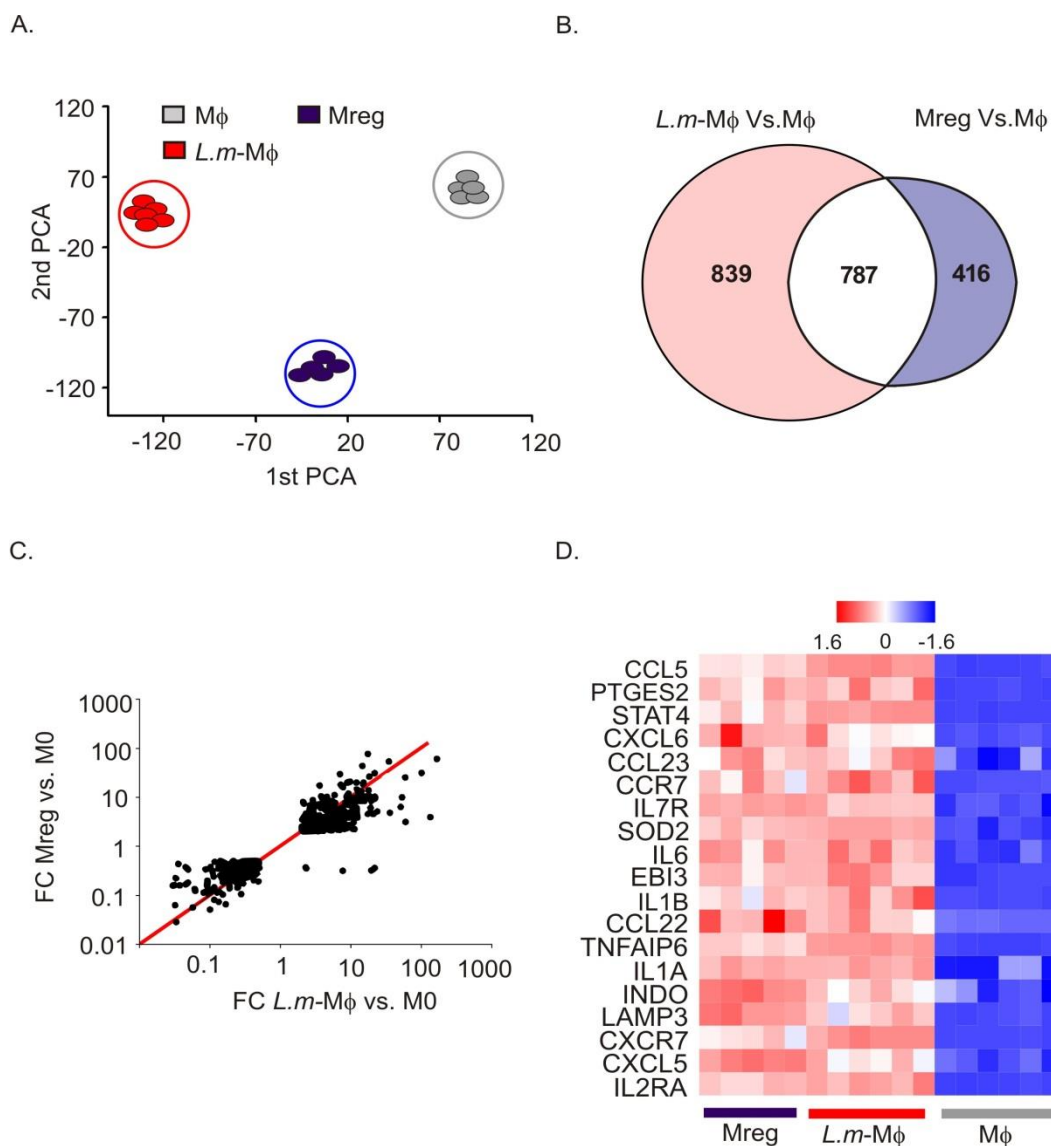 A.
120
70
-20
-70
-120
2nd PCA
Mϕ
Mreg
L.m-Mϕ
-120
-70
20
70
120
1st PCA
B.
L.m-Mϕ Vs.Mϕ
Mreg Vs.Mϕ
839
787
416
C.
1000
100
10
1
0.1
0.01
FC Mreg vs. M0
0.1
1
10
100
1000
FC L.m-Mϕ vs. M0
D.
1.6
0
-1.6
CCL5
PTGES2
STAT4
CXCL6
CCL23
CCR7
IL7R
SOD2
IL6
EBI3
IL1B
CCL22
TNFAIP6
IL1A
INDO
LAMP3
CXCR7
CXCL5
IL2RA
Mreg
L.m-Mϕ
Mϕ